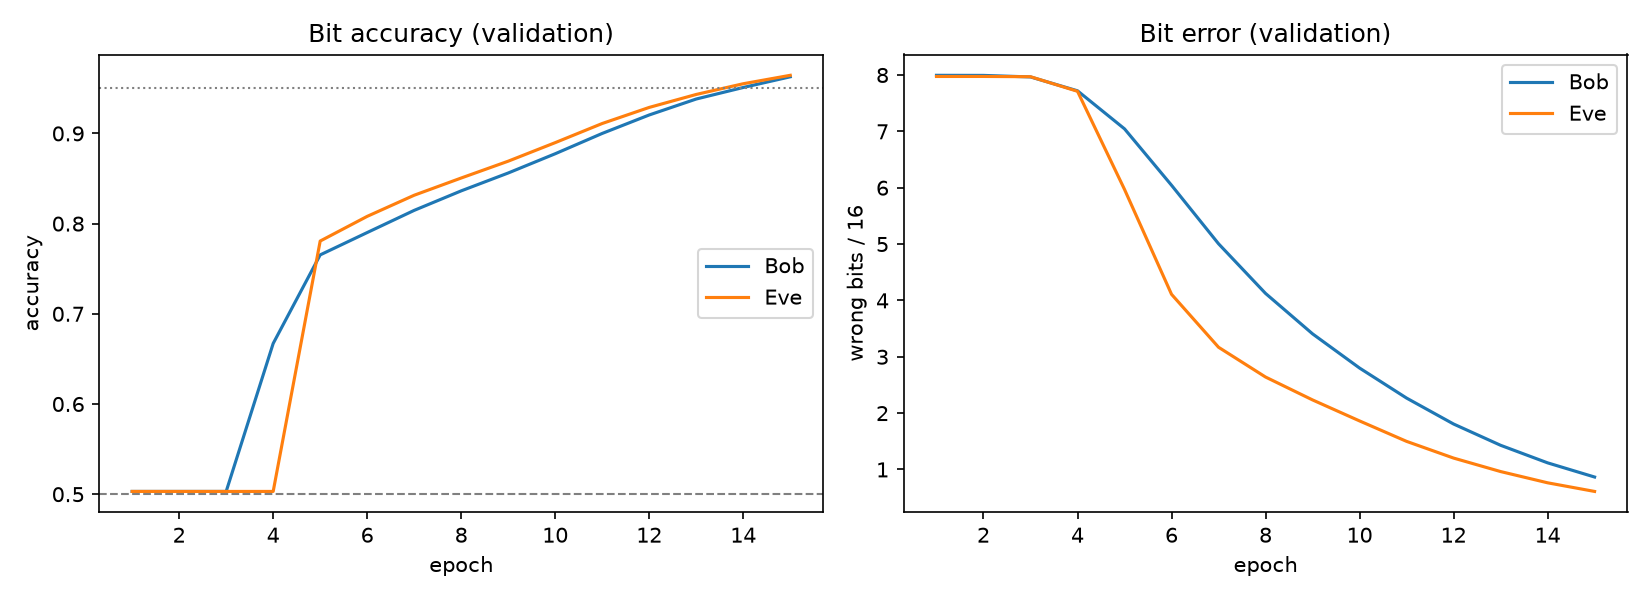 Bit accuracy (validation)
accuracy
0.9
0.8
0.7
0.6
0.5
Bob
Eve
2 4 6 8 10 12 14
epoch
Bit error (validation)
wrong bits / 16
8
7
6
5
4
3
2
1
Bob
Eve
2 4 6 8 10 12 14
epoch